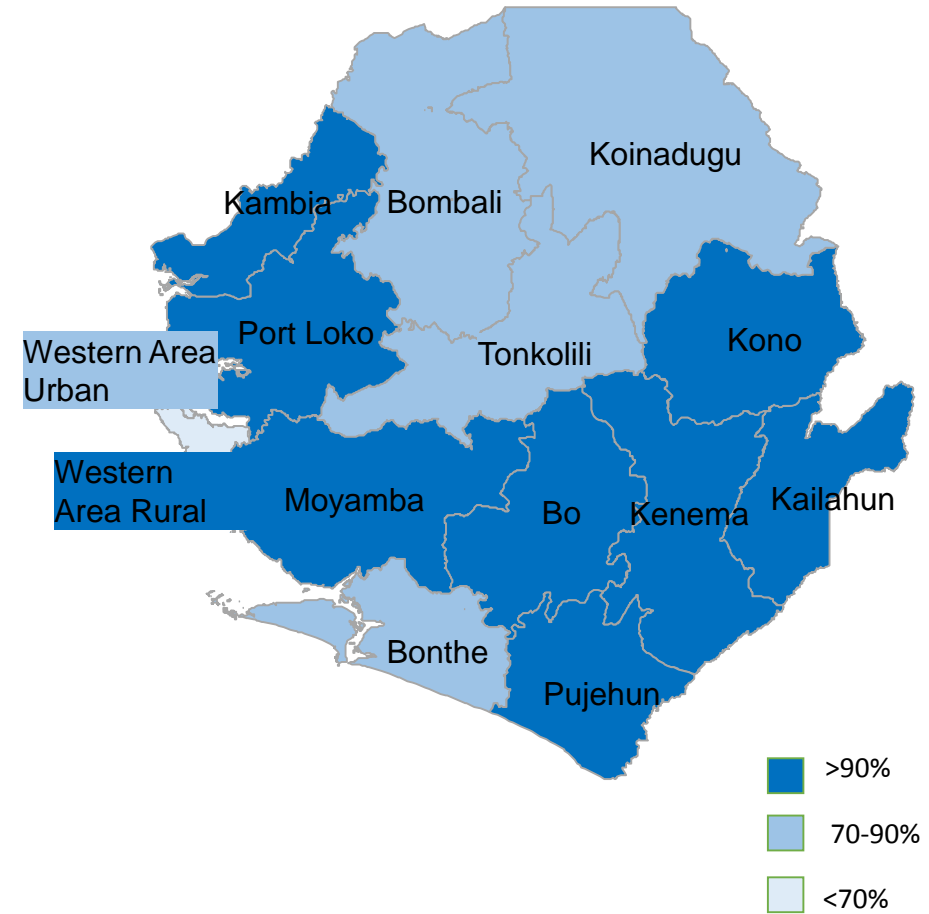 Koinadugu
Kambia
Bombali
Port Loko
Kono
Western Area
Urban
Tonkolili
Western
Area Rural
Moyamba
Bo
Kenema
Kailahun
Bonthe
Pujehun
>90%
70-90%
<70%